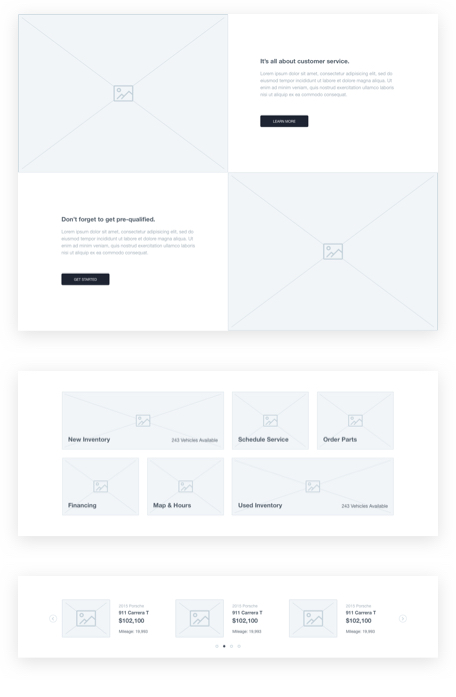 It's all about customer service.
Lorem ipsum dolor sit amet, consectetur adipiscing elit, sed do
eiusmod tempor incididunt ut labore et dolore magna aliqua. Ut
enim ad minim veniam, quis nostrud exercitation ullamco laboris
nisi ut aliquip ex ea commodo consequat.
LEARN MORE
Don't forget to get pre-qualified.
Lorem ipsum dolor sit amet, consectetur adipiscing elit, sed do
eiusmod tempor incididunt ut labore et dolore magna aliqua. Ut
enim ad minim veniam, quis nostrud exercitation ullamco laboris
nisi ut aliquip ex ea commodo consequat.
GET STARTED
New Inventory
243 Vehicles Available
Schedule Service
Order Parts
Financing
Map & Hours
Used Inventory
243 Vehicles Available
2015 Porsche
911 Carrera T
$102,100
Mileage: 19,993
2015 Porsche
911 Carrera T
$102,100
Mileage: 19,993
2015 Porsche
911 Carrera T
$102,100
Mileage: 19,993